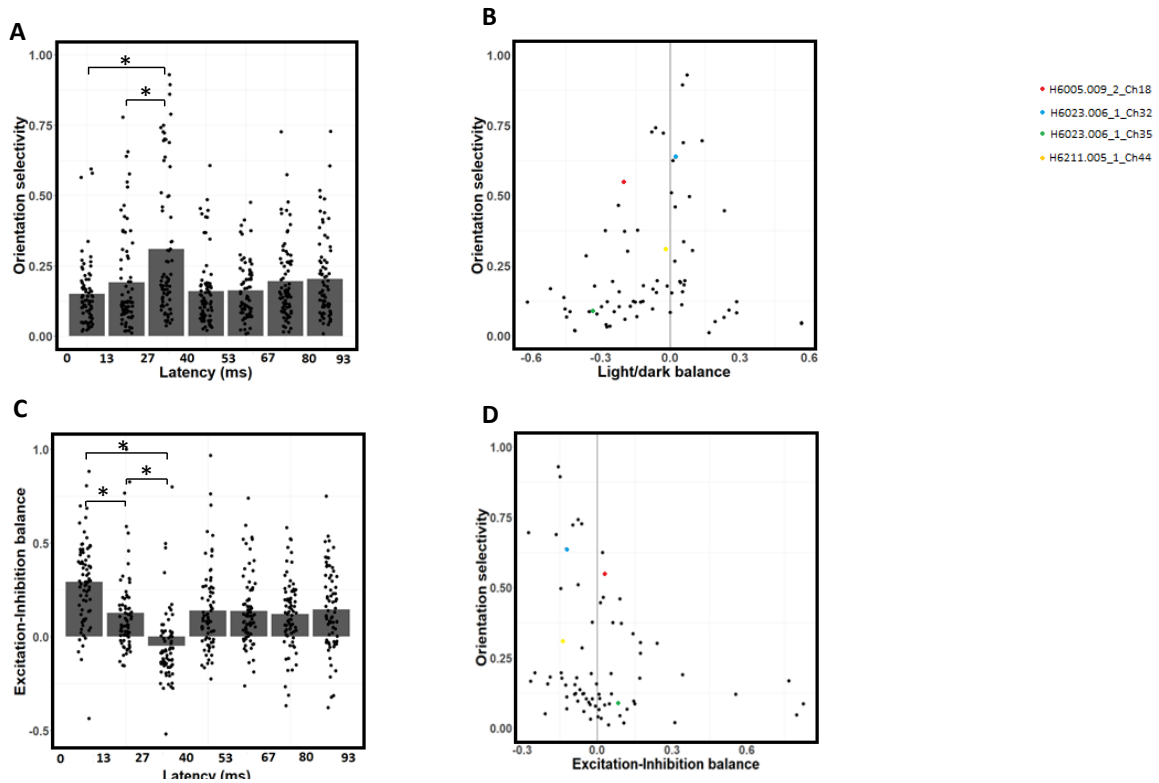 A
1.00
0.75
0.50
0.25
0.00
Orientation selectivity
*
*
0 13 27 40 53 67 80 93
Latency (ms)
B
1.00
0.75
0.50
0.25
0.00
Orientation selectivity
-0.6 -0.3 0.0 0.3 0.6
Light/dark balance
H6005.009_2_Ch18
H6023.006_1_Ch32
H6023.006_1_Ch35
H6211.005_1_Ch44
C
1.0
0.5
0.0
-0.5
Excitation-Inhibition balance
*
*
*
0 13 27 40 53 67 80 93
Latency (ms)
D
1.00
0.75
0.50
0.25
0.00
Orientation selectivity
-0.3 0.0 0.6
Excitation-Inhibition balance